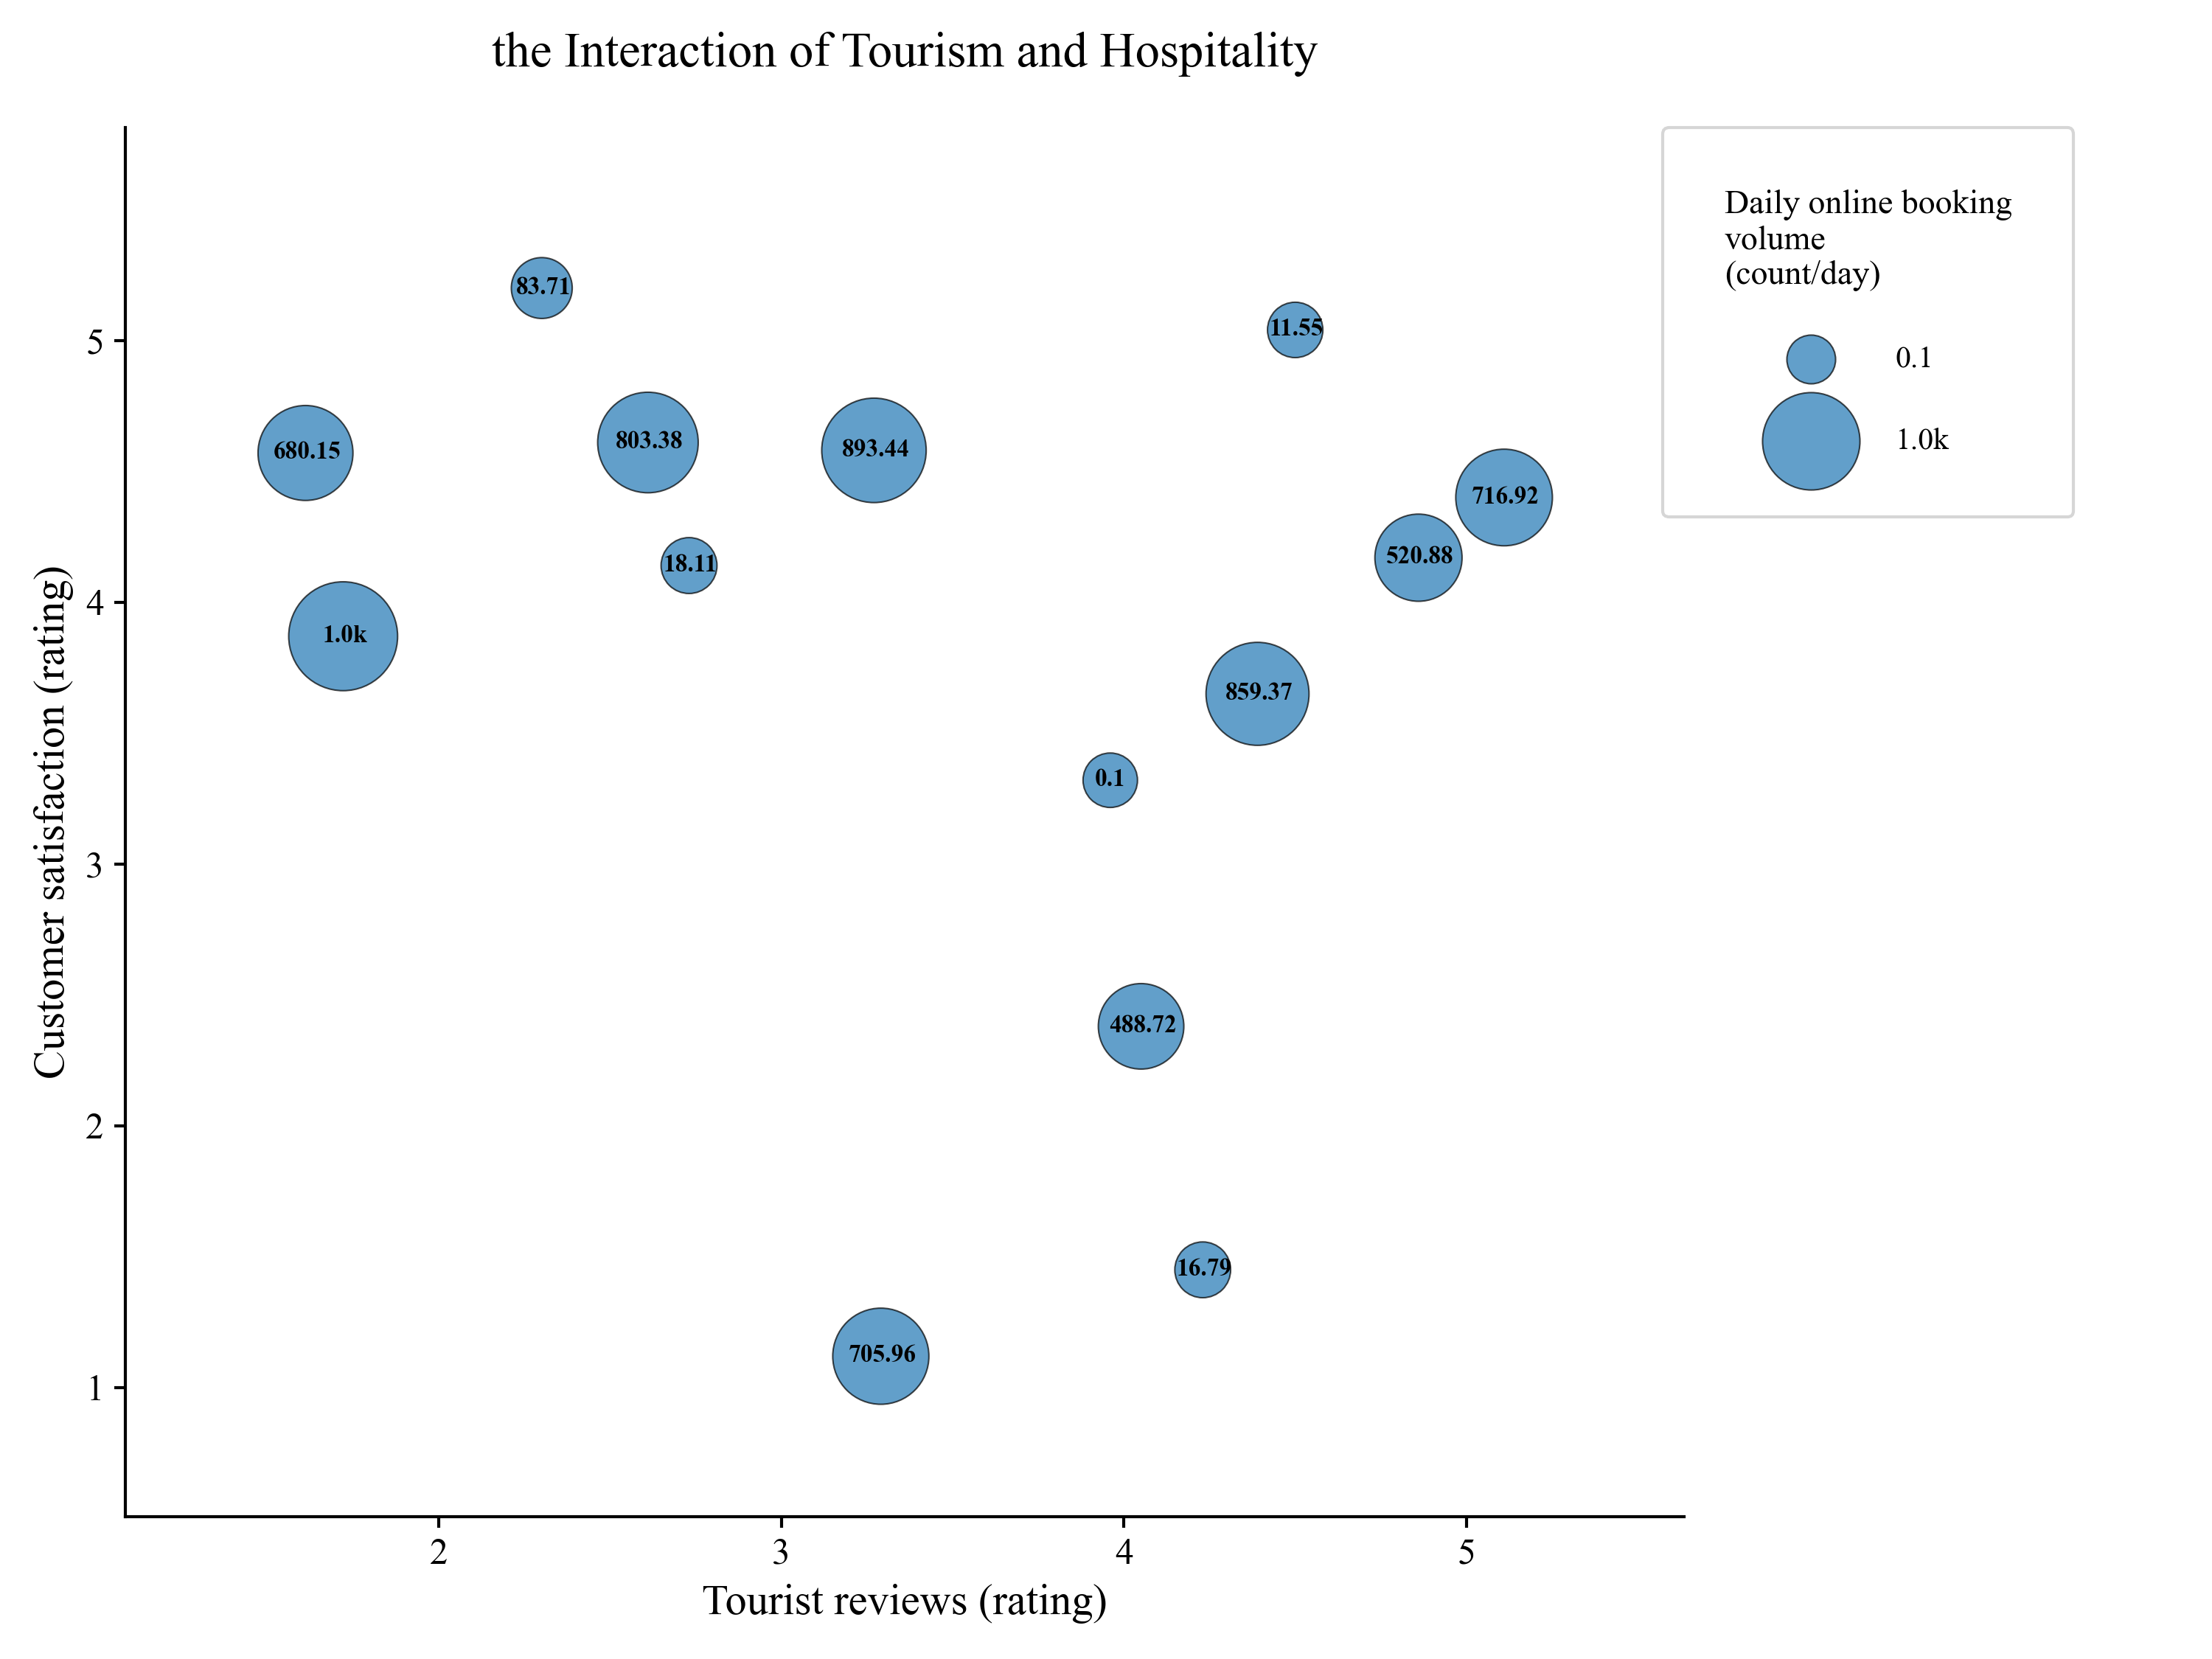 the Interaction of Tourism and Hospitality
Daily online booking
volume
(count/day)
0.1
1.0k
Customer satisfaction (rating)
5
4
3
2
1
83.71
11.55
680.15
803.38
893.44
716.92
520.88
18.11
1.0k
859.37
0.1
488.72
16.79
705.96
2
3
4
5
Tourist reviews (rating)